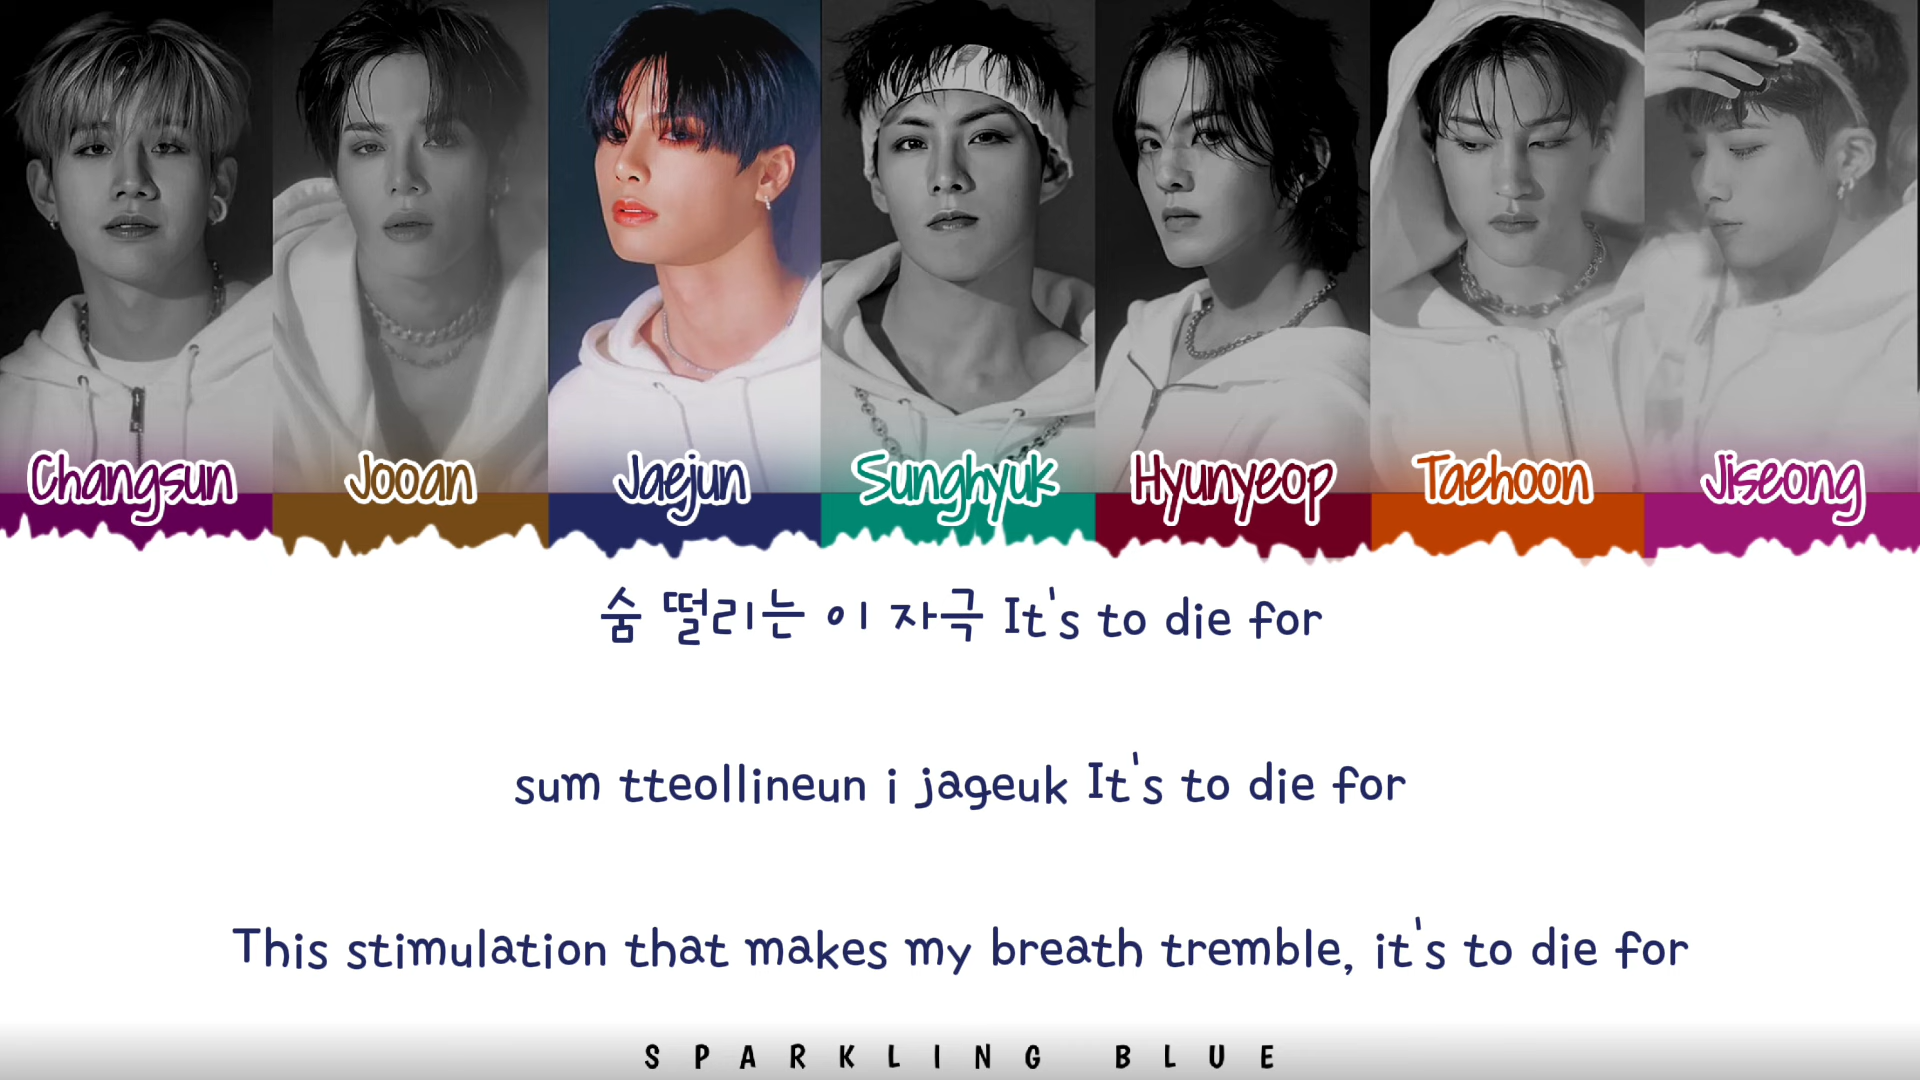 Changsun Jooan Jaejun Sunghyuk Hyunyeop Taehoon Jiseong
숨 떨리는 이 자극 It's to die for
sum tteollineun i jageuk It's to die for
This stimulation that makes my breath tremble, it's to die for
SPARKLING BLUE